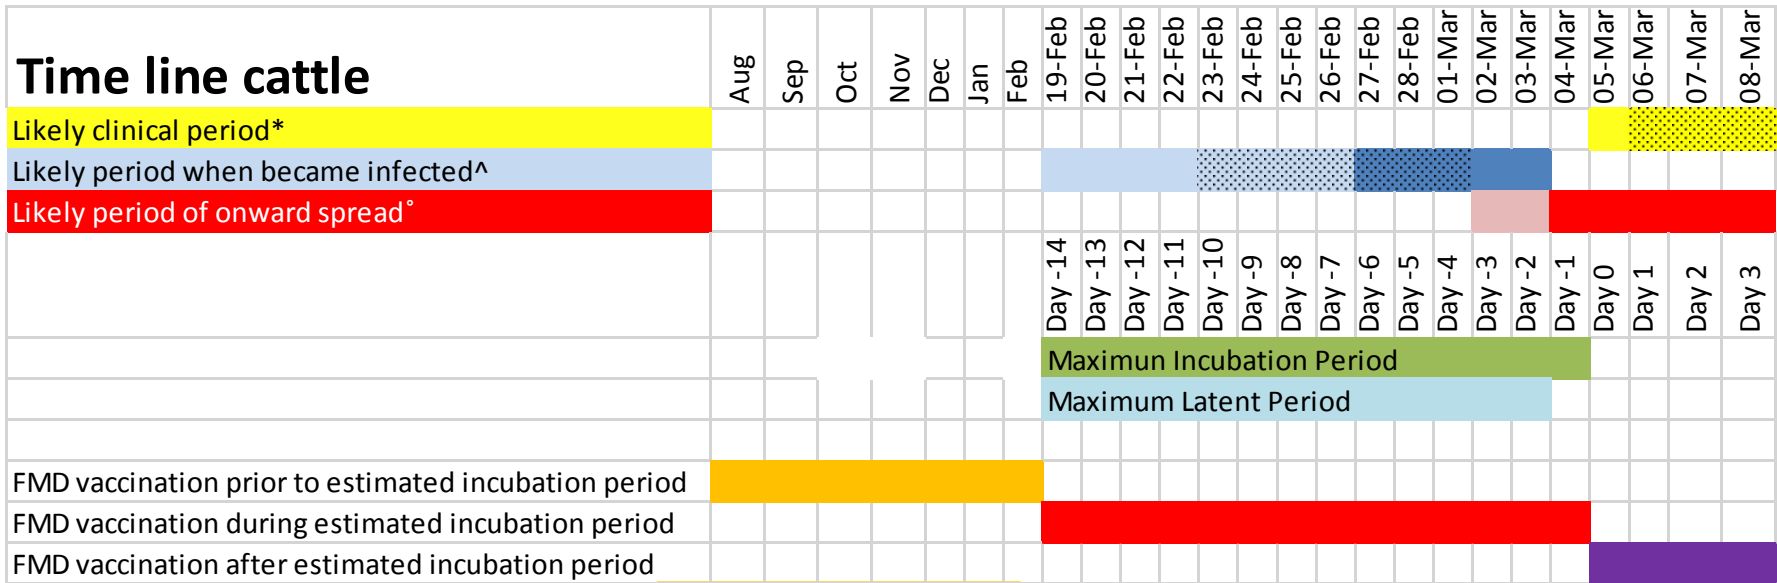 Time line cattle Aug Sep Oct Nov Dec Jan Feb 19-Feb 20-Feb 21-Feb 22-Feb 23-Feb 24-Feb 25-Feb 26-Feb 27-Feb 28-Feb 01-Mar 02-Mar 03-Mar 04-Mar 05-Mar 06-Mar 07-Mar 08-Mar
Likely clinical period*
Likely period when became infected^
Likely period of onward spread°
Day -14 Day -13 Day -12 Day -11 Day -10 Day -9 Day -8 Day -7 Day -6 Day -5 Day -4 Day -3 Day -2 Day -1 Day 0 Day 1 Day 2 Day 3
Maximun Incubation Period
Maximum Latent Period
FMD vaccination prior to estimated incubation period
FMD vaccination during estimated incubation period
FMD vaccination after estimated incubation period